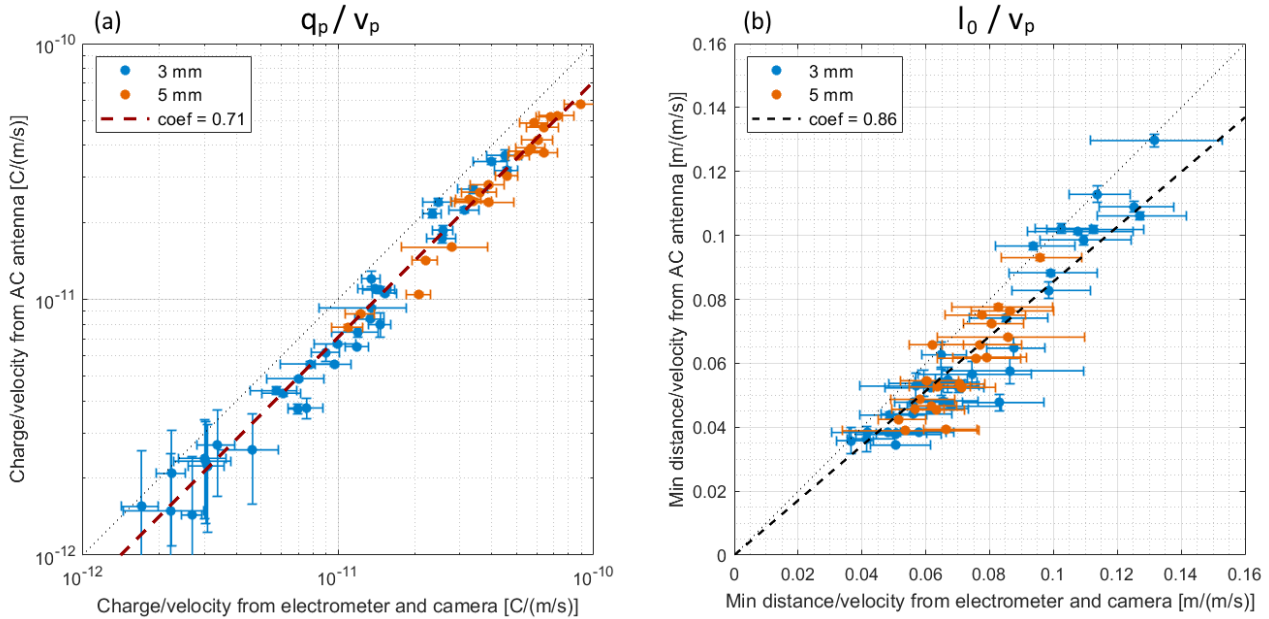 (a)
q_p / v_p
10^-10
10^-11
10^-12
Charge/velocity from AC antenna [C/(m/s)]
3 mm
5 mm
coef = 0.71
10^-12
10^-11
10^-10
Charge/velocity from electrometer and camera [C/(m/s)]
(b)
l_0 / v_p
0.16
0.14
0.12
0.1
0.08
0.06
0.04
0.02
0
Min distance/velocity from AC antenna [m/(m/s)]
3 mm
5 mm
coef = 0.86
0
0.02
0.04
0.06
0.08
0.1
0.12
0.14
0.16
Min distance/velocity from electrometer and camera [m/(m/s)]